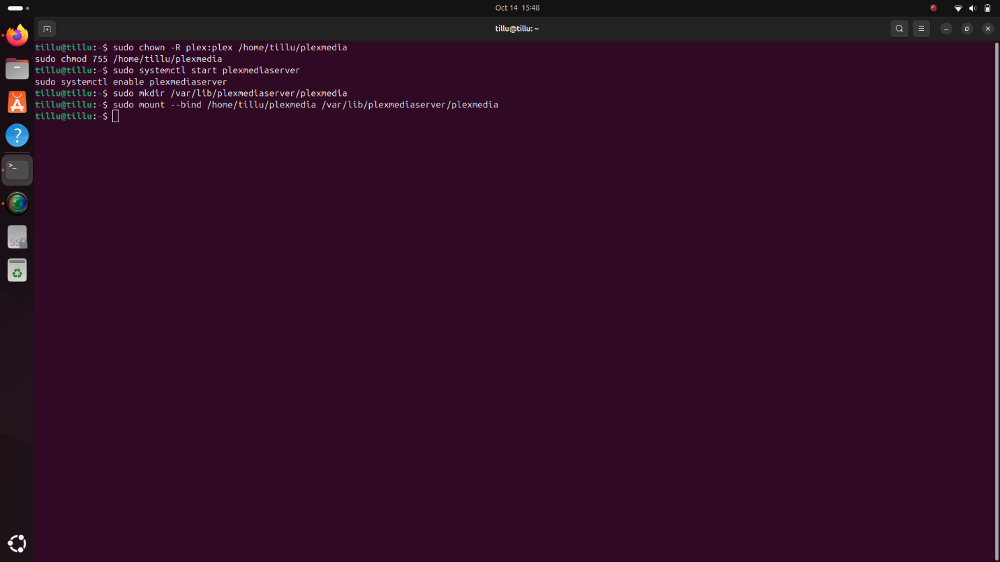 Oct 14 15:48
tillu@tillu: ~
tillu@tillu:~$ sudo chown -R plex:plex /home/tillu/plexmedia
sudo chmod 755 /home/tillu/plexmedia
tillu@tillu:~$ sudo systemctl start plexmediaserver
sudo systemctl enable plexmediaserver
tillu@tillu:~$ sudo mkdir /var/lib/plexmediaserver/plexmedia
tillu@tillu:~$ sudo mount --bind /home/tillu/plexmedia /var/lib/plexmediaserver/plexmedia
tillu@tillu:~$
?
>_